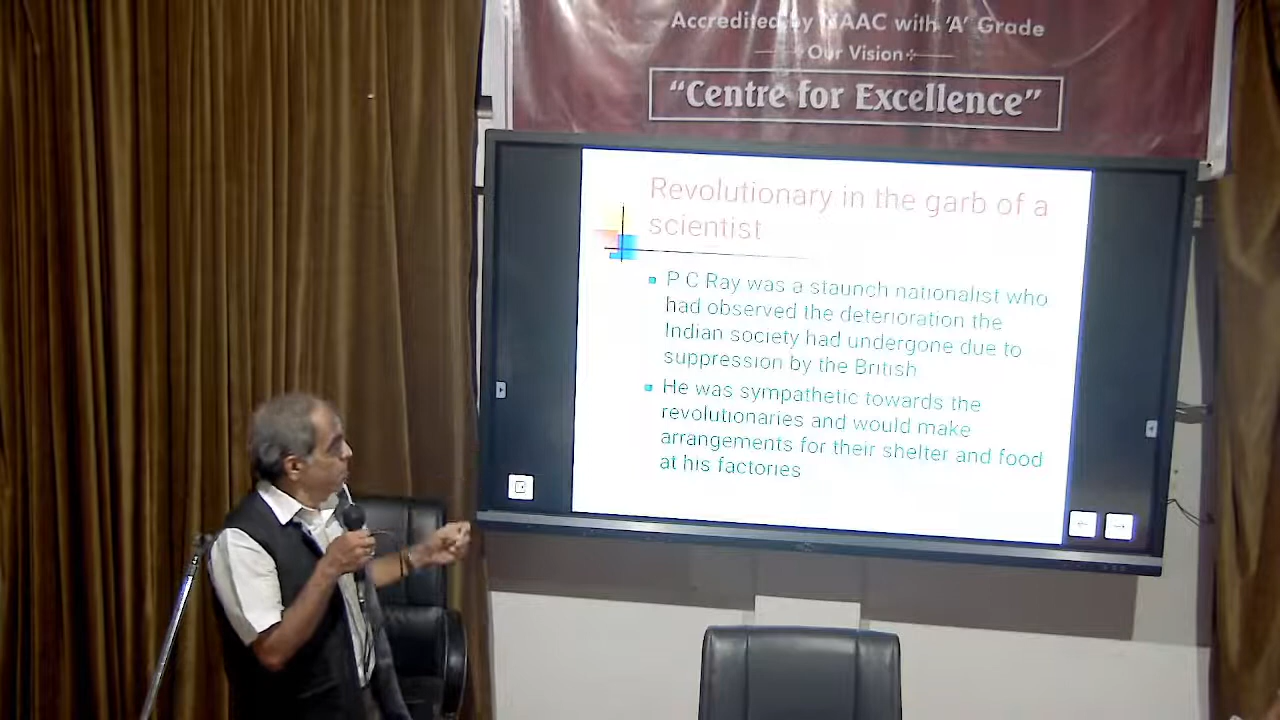 Accredited by NAAC with 'A' Grade
Our Vision
"Centre for Excellence"
Revolutionary in the garb of a
scientist
P C Ray was a staunch nationalist who
had observed the deterioration the
Indian society had undergone due to
suppression by the British
He was sympathetic towards the
revolutionaries and would make
arrangements for their shelter and food
at his factories